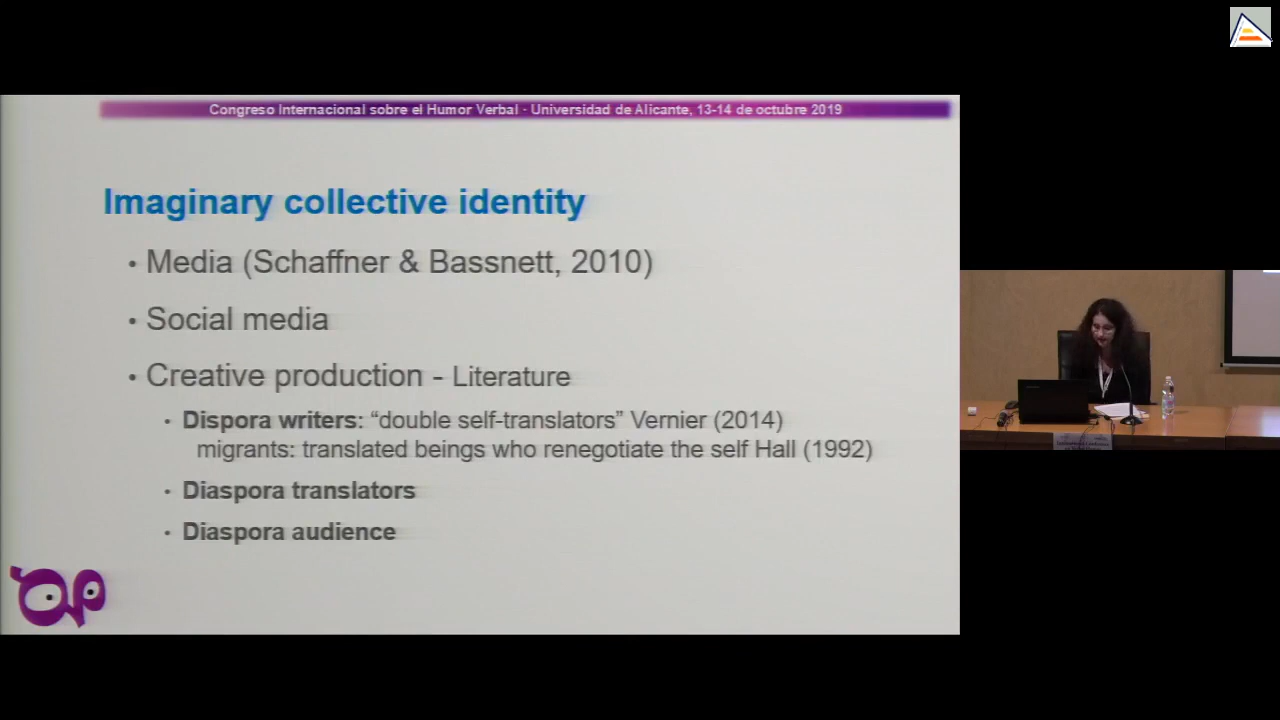 Congreso Internacional sobre el Humor Verbal - Universidad de Alicante, 13-14 de octubre 2019
Imaginary collective identity
• Media (Schaffner & Bassnett, 2010)
• Social media
• Creative production - Literature
• Dispora writers: “double self-translators” Vernier (2014)
migrants: translated beings who renegotiate the self Hall (1992)
• Diaspora translators
• Diaspora audience